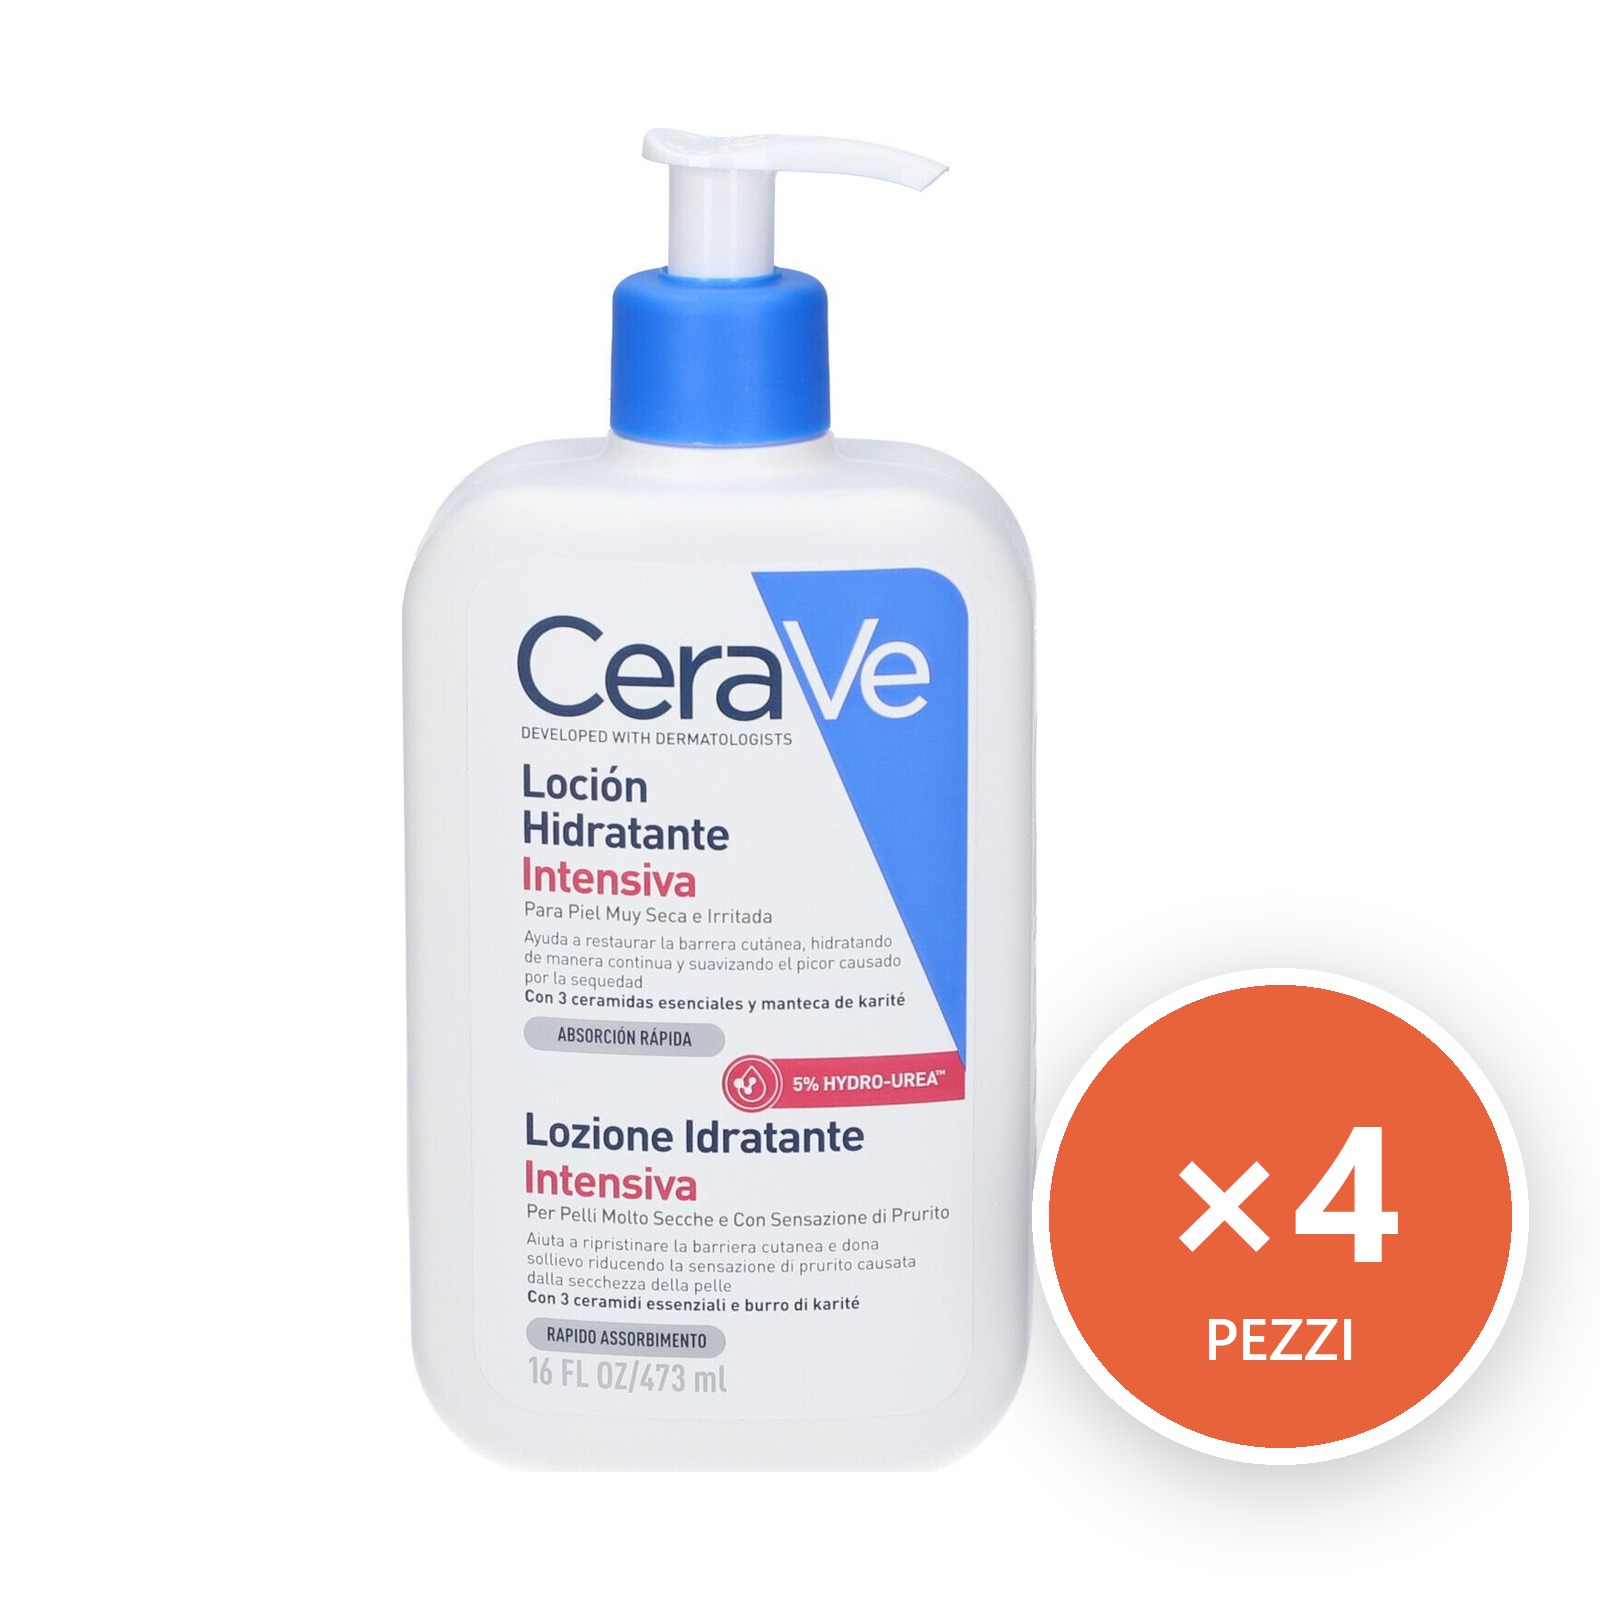 CeraVe
DEVELOPED WITH DERMATOLOGISTS
Loción
Hidratante
Intensiva
Para Piel Muy Seca e Irritada
Ayuda a restaurar la barrera cutánea, hidratando
de manera continua y suavizando el picor causado
por la sequedad
Con 3 ceramidas esenciales y manteca de karité
ABSORCIÓN RÁPIDA
5% HYDRO-UREA™
Lozione Idratante
Intensiva
Per Pelli Molto Secche e Con Sensazione di Prurito
Aiuta a ripristinare la barriera cutanea e dona
sollievo riducendo la sensazione di prurito causata
dalla secchezza della pelle
Con 3 ceramidi essenziali e burro di karité
RAPIDO ASSORBIMENTO
16 FL OZ/473 ml
×4
PEZZI